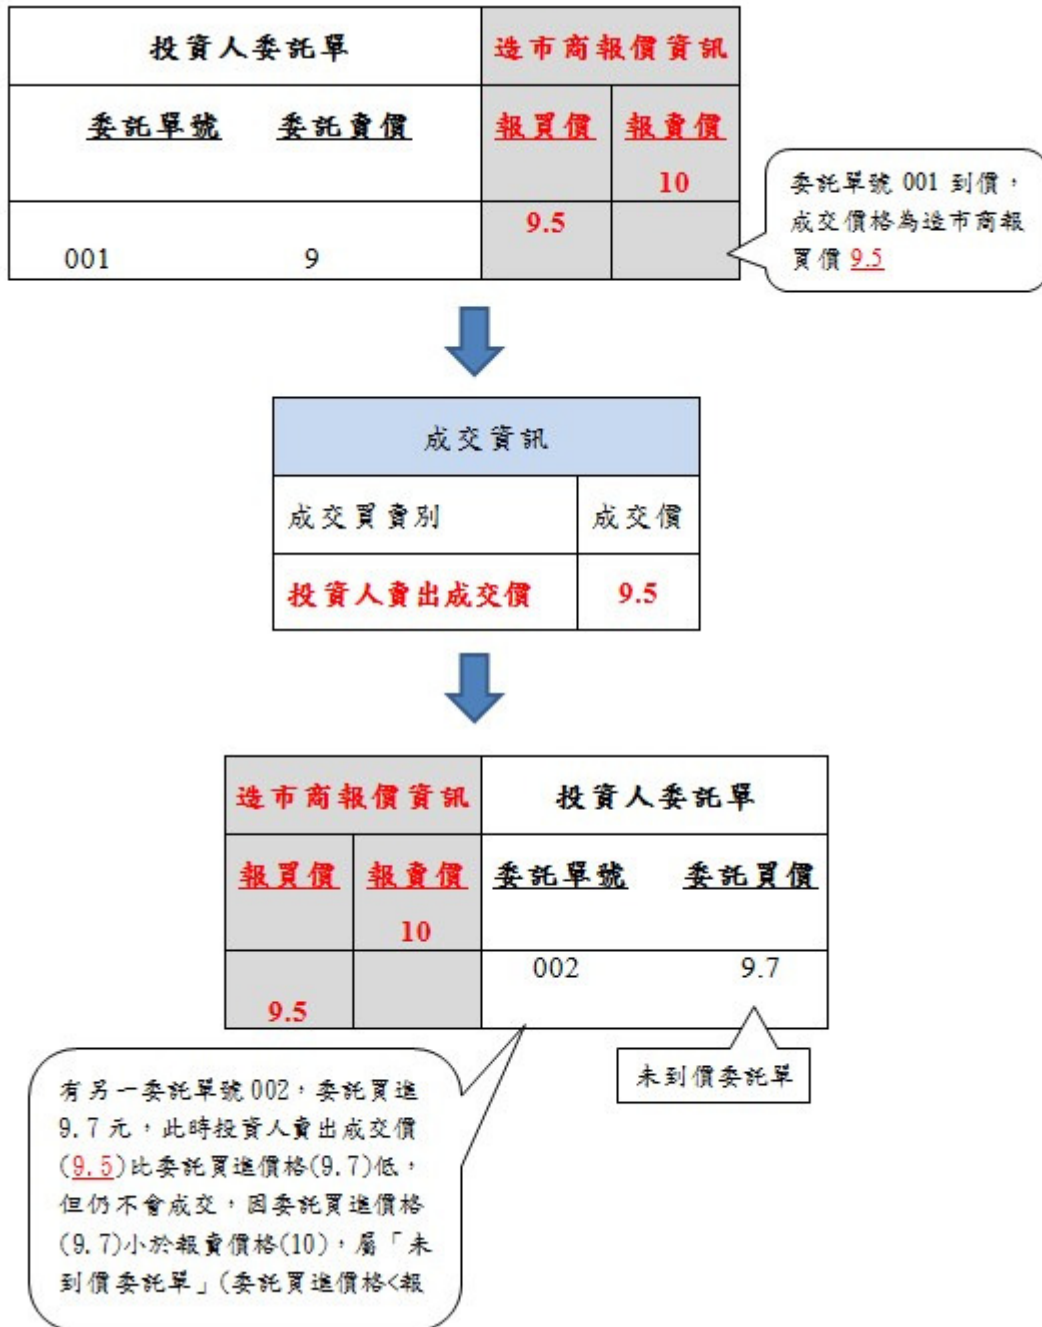 投資人委託單 造市商報價資訊
委託單號 委託賣價 報買價 報賣價
10
9.5
001 9
委託單號 001 到價，
成交價格為造市商報
買價 9.5
成交資訊
成交買賣別 成交價
投資人賣出成交價 9.5
造市商報價資訊 投資人委託單
報買價 報賣價 委託單號 委託買價
10
002 9.7
9.5
未到價委託單
有另一委託單號 002，委託買進
9.7 元，此時投資人賣出成交價
(9.5)比委託買進價格(9.7)低，
但仍不會成交，因委託買進價格
(9.7)小於報賣價格(10)，屬「未
到價委託單」(委託買進價格<報